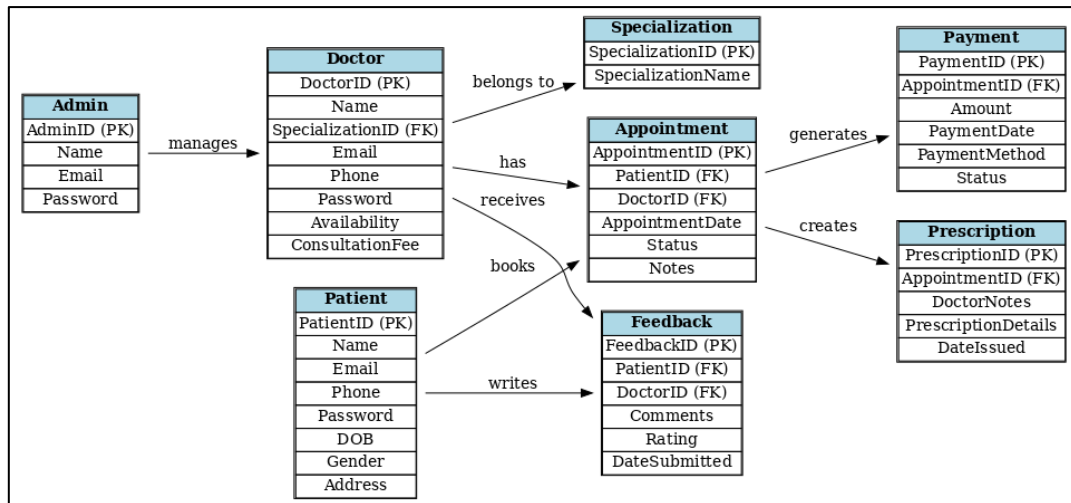 Admin
AdminID (PK)
Name
Email
Password
manages
Doctor
DoctorID (PK)
Name
SpecializationID (FK)
Email
Phone
Password
Availability
ConsultationFee
belongs to
has
receives
books
writes
Patient
PatientID (PK)
Name
Email
Phone
Password
DOB
Gender
Address
Specialization
SpecializationID (PK)
SpecializationName
Appointment
AppointmentID (PK)
PatientID (FK)
DoctorID (FK)
AppointmentDate
Status
Notes
Feedback
FeedbackID (PK)
PatientID (FK)
DoctorID (FK)
Comments
Rating
DateSubmitted
generates
creates
Payment
PaymentID (PK)
AppointmentID (FK)
Amount
PaymentDate
PaymentMethod
Status
Prescription
PrescriptionID (PK)
AppointmentID (FK)
DoctorNotes
PrescriptionDetails
DateIssued